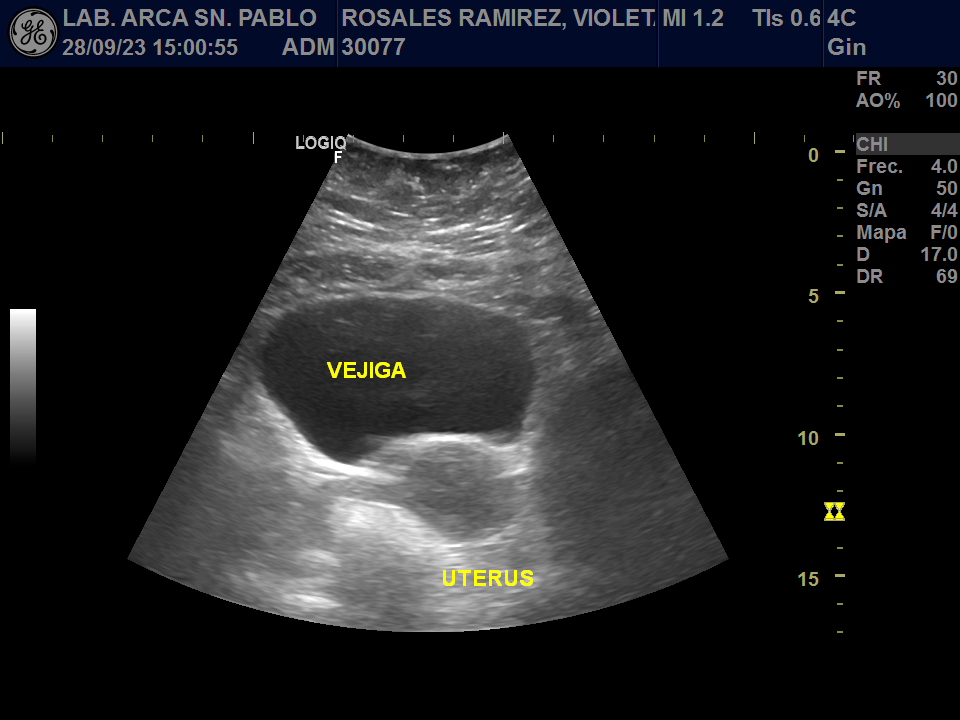 LAB. ARCA SN. PABLO ROSALES RAMIREZ, VIOLET MI 1.2 TIs 0.6 4C
28/09/23 15:00:55 ADM 30077 Gin
FR 30
AO% 100
LOGIQ
F
0
CHI
Frec. 4.0
Gn 50
S/A 4/4
Mapa F/0
D 17.0
DR 69
5
VEJIGA
10
15
UTERUS